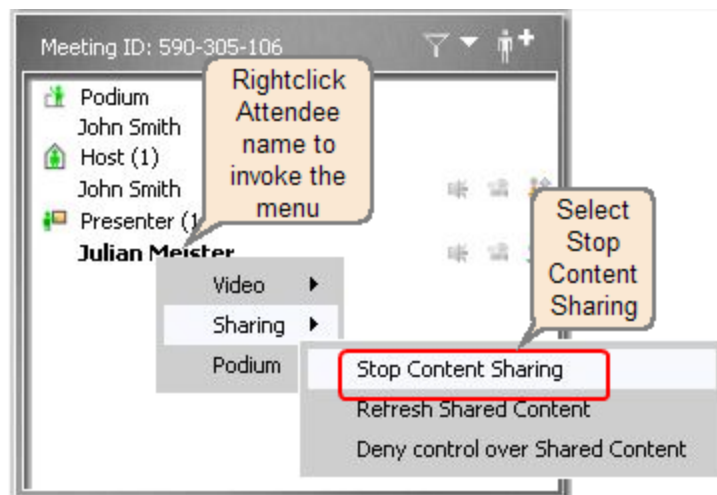 Meeting ID: 590-305-106
Rightclick
Attendee
name to
invoke the
menu
Podium
John Smith
Host (1)
John Smith
Presenter (1
Julian Meister
Select
Stop
Content
Sharing
Video
Sharing
Podium
Stop Content Sharing
Refresh Shared Content
Deny control over Shared Content